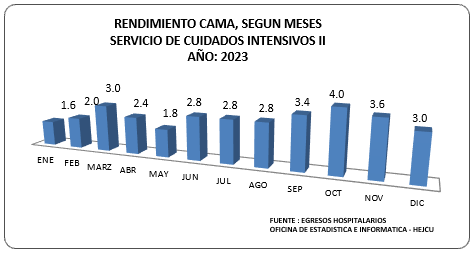 RENDIMIENTO CAMA, SEGUN MESES
SERVICIO DE CUIDADOS INTENSIVOS II
AÑO: 2023
1.6 2.0 3.0 2.4 1.8 2.8 2.8 2.8 3.4 4.0 3.6 3.0
ENE FEB MARZ ABR MAY JUN JUL AGO SEP OCT NOV DIC
FUENTE : EGRESOS HOSPITALARIOS
OFICINA DE ESTADISTICA E INFORMATICA - HEJCU